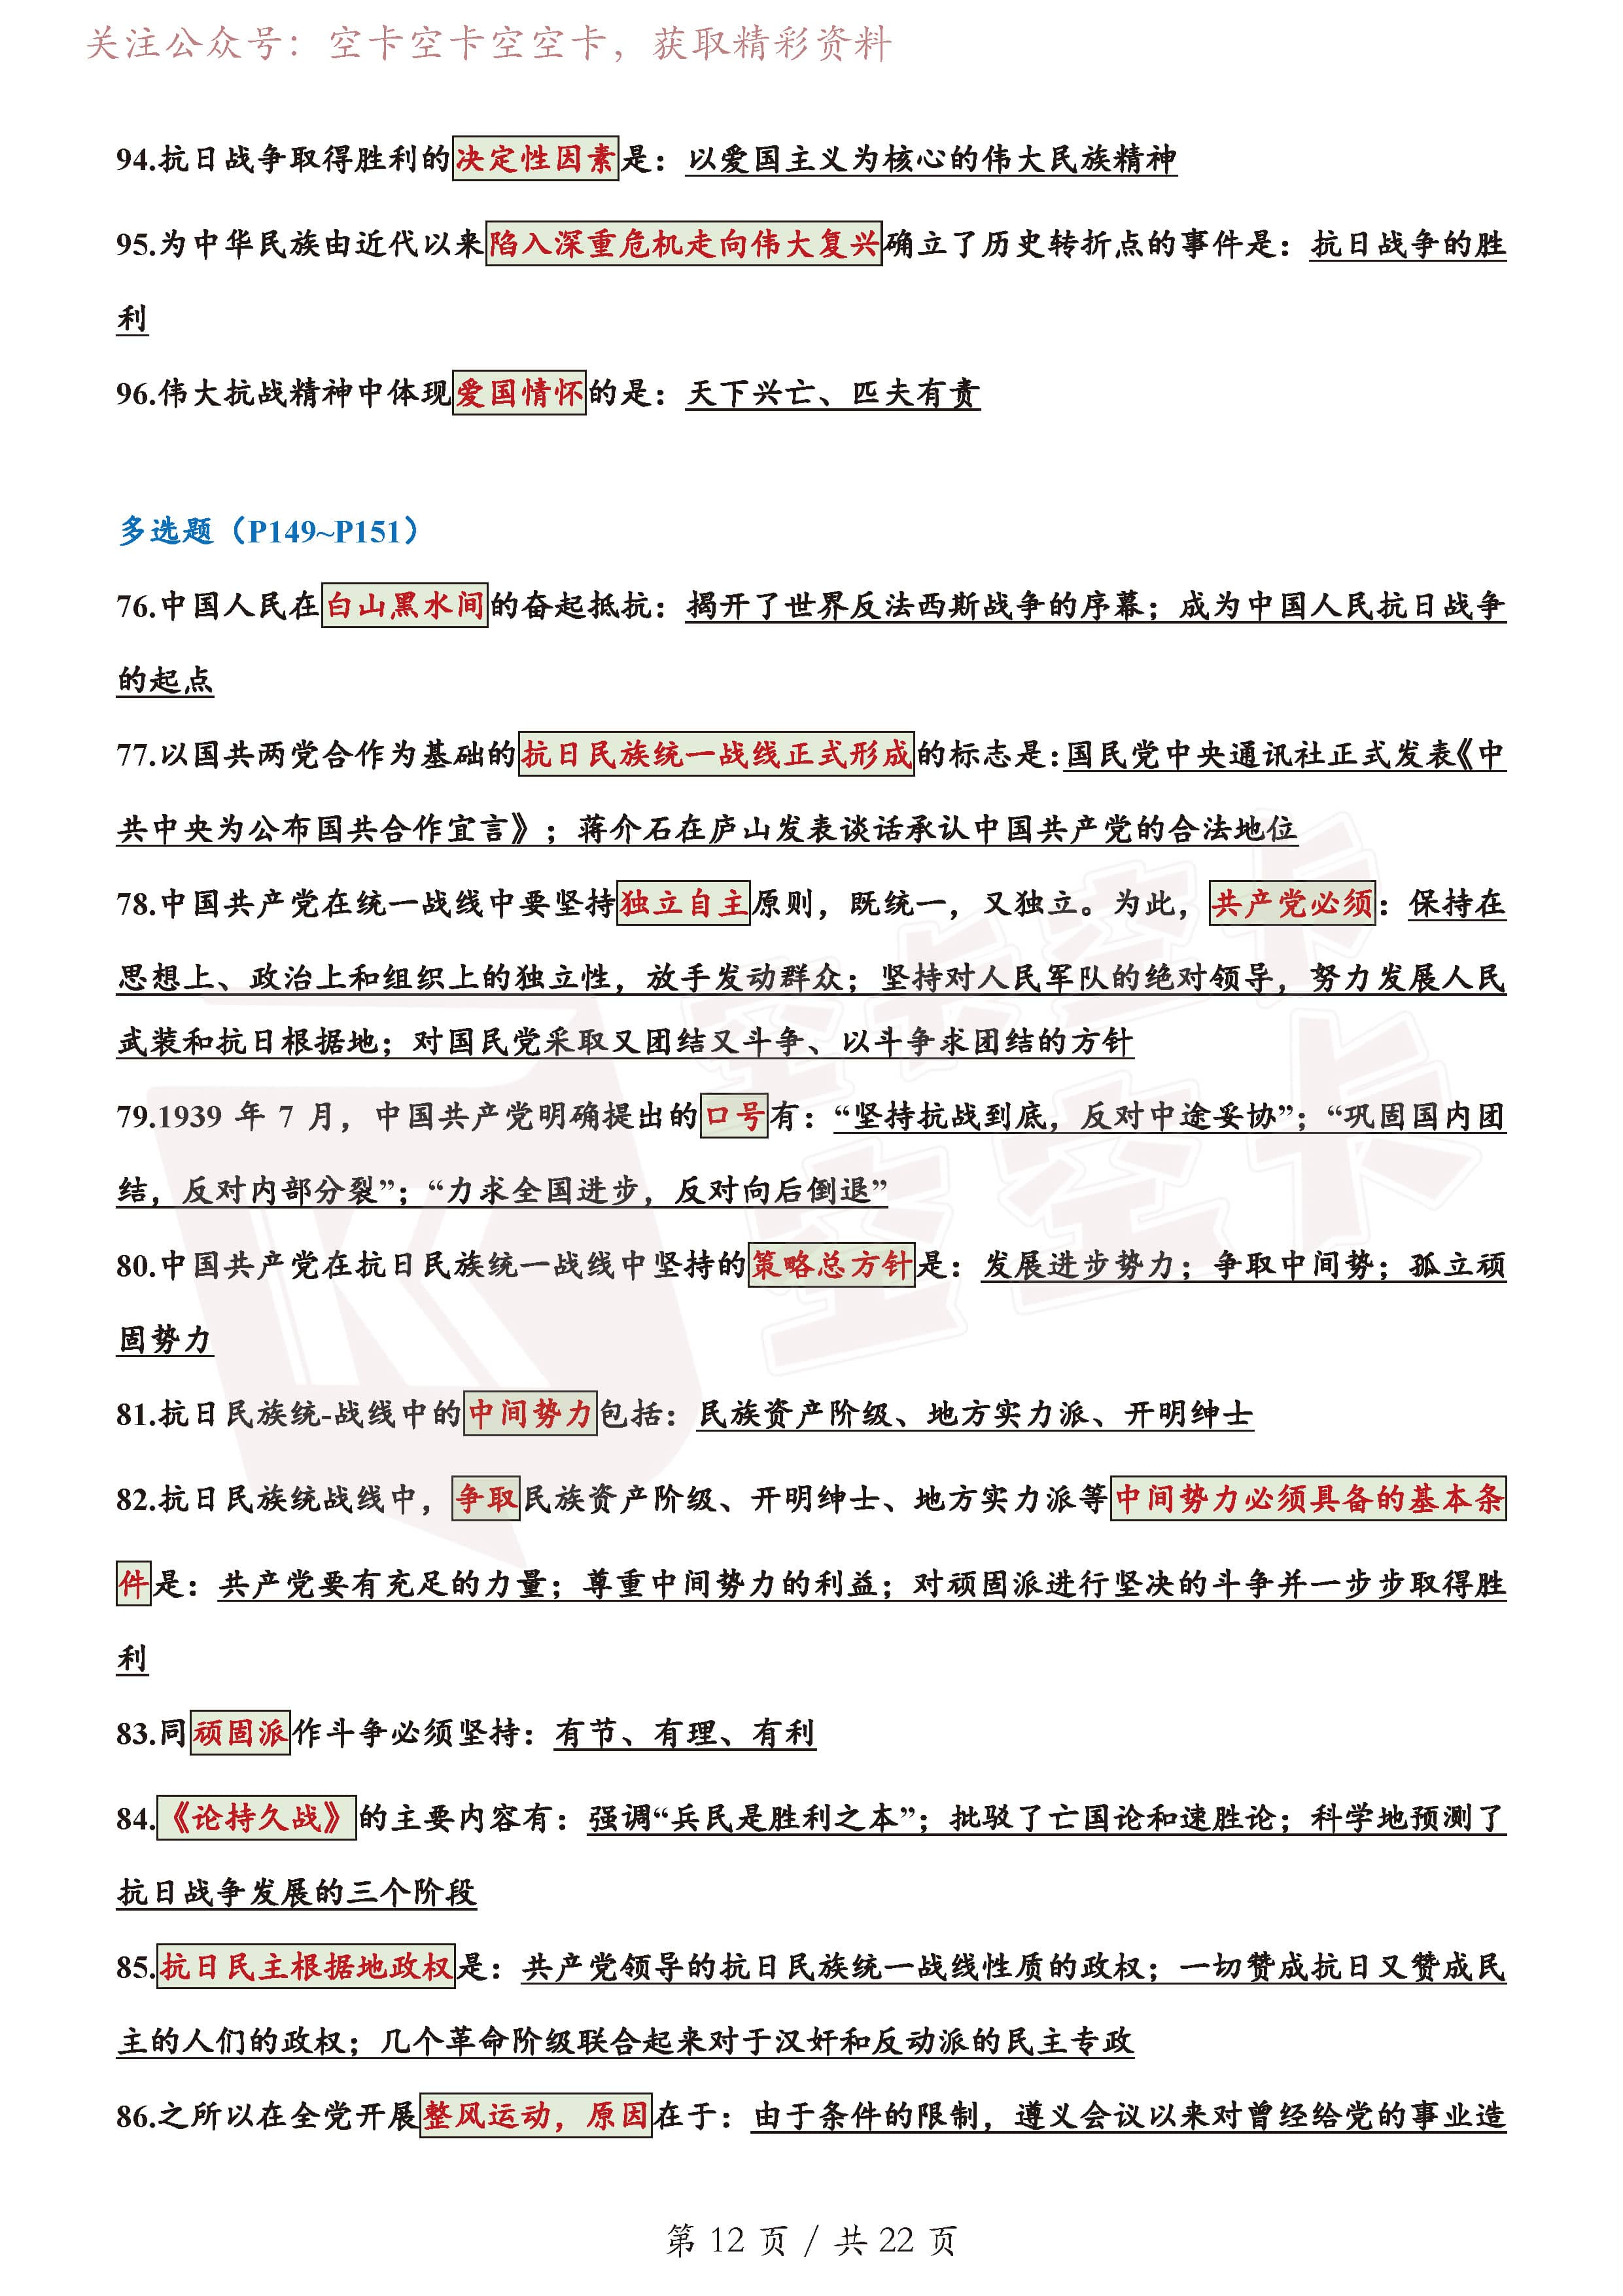 关注公众号：空卡空卡空空卡，获取精彩资料
94.抗日战争取得胜利的决定性因素是：以爱国主义为核心的伟大民族精神
95.为中华民族由近代以来陷入深重危机走向伟大复兴确立了历史转折点的事件是：抗日战争的胜
利
96.伟大抗战精神中体现爱国情怀的是：天下兴亡、匹夫有责
多选题（P149~P151）
76.中国人民在白山黑水间的奋起抵抗：揭开了世界反法西斯战争的序幕；成为中国人民抗日战争
的起点
77.以国共两党合作为基础的抗日民族统一战线正式形成的标志是：国民党中央通讯社正式发表《中
共中央为公布国共合作宣言》；蒋介石在庐山发表谈话承认中国共产党的合法地位
78.中国共产党在统一战线中要坚持独立自主原则，既统一，又独立。为此，共产党必须：保持在
思想上、政治上和组织上的独立性，放手发动群众；坚持对人民军队的绝对领导，努力发展人民
武装和抗日根据地；对国民党采取又团结又斗争、以斗争求团结的方针
79.1939 年 7 月，中国共产党明确提出的口号有：“坚持抗战到底，反对中途妥协”；“巩固国内团
结，反对内部分裂”；“力求全国进步，反对向后倒退”
80.中国共产党在抗日民族统一战线中坚持的策略总方针是：发展进步势力；争取中间势；孤立顽
固势力
81.抗日民族统-战线中的中间势力包括：民族资产阶级、地方实力派、开明绅士
82.抗日民族统战线中，争取民族资产阶级、开明绅士、地方实力派等中间势力必须具备的基本条
件是：共产党要有充足的力量；尊重中间势力的利益；对顽固派进行坚决的斗争并一步步取得胜
利
83.同顽固派作斗争必须坚持：有节、有理、有利
84.《论持久战》的主要内容有：强调“兵民是胜利之本”；批驳了亡国论和速胜论；科学地预测了
抗日战争发展的三个阶段
85.抗日民主根据地政权是：共产党领导的抗日民族统一战线性质的政权；一切赞成抗日又赞成民
主的人们的政权；几个革命阶级联合起来对于汉奸和反动派的民主专政
86.之所以在全党开展整风运动，原因在于：由于条件的限制，遵义会议以来对曾经给党的事业造
空卡空卡
空空卡
第 12 页 / 共 22 页